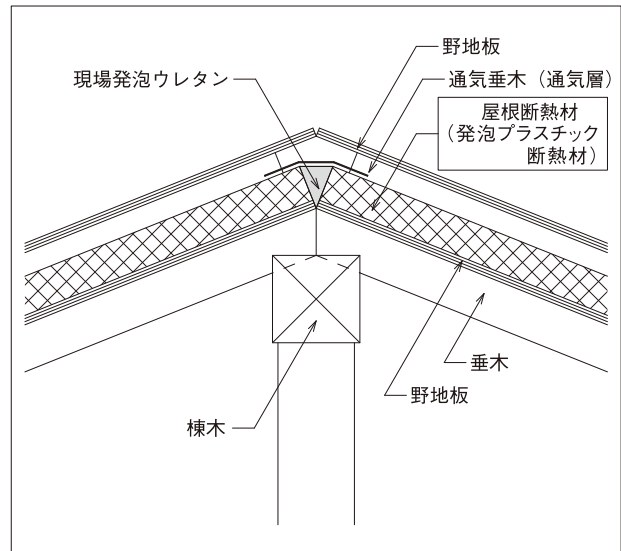 野地板
現場発泡ウレタン
通気垂木（通気層）
屋根断熱材
（発泡プラスチック
断熱材）
垂木
野地板
棟木